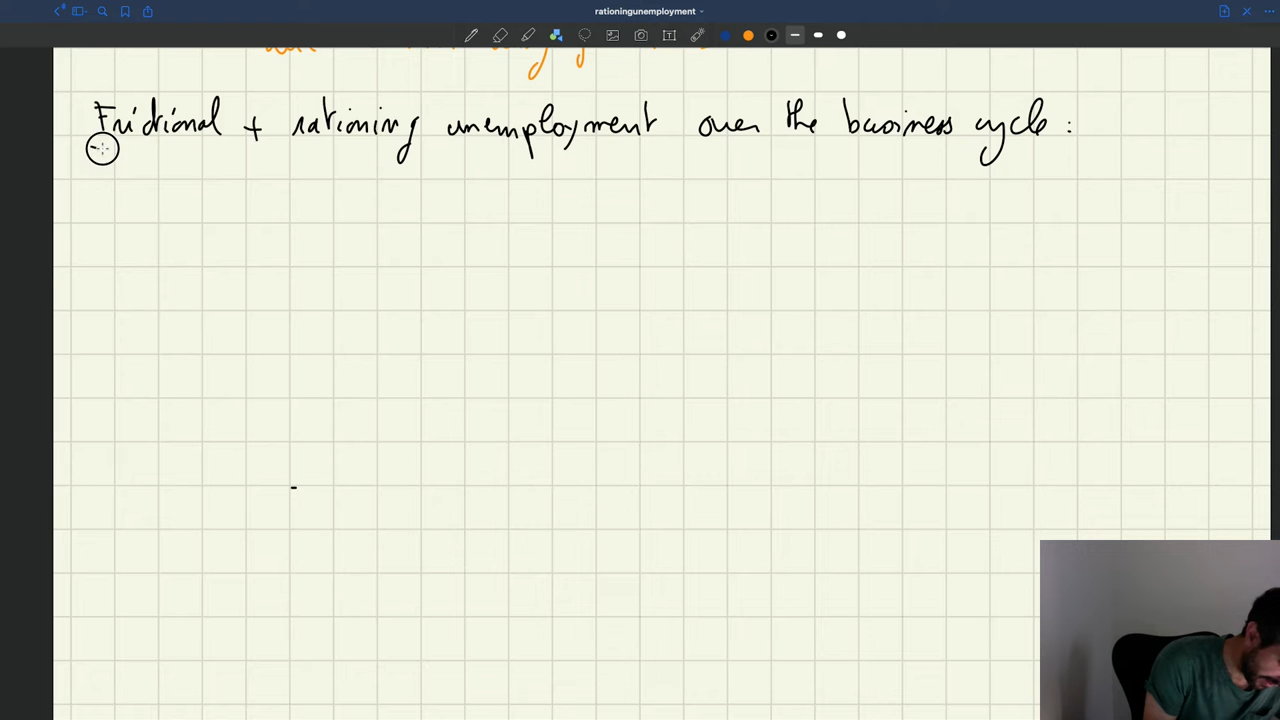 rationingunemployment
Frictional + rationing unemployment over the business cycle :